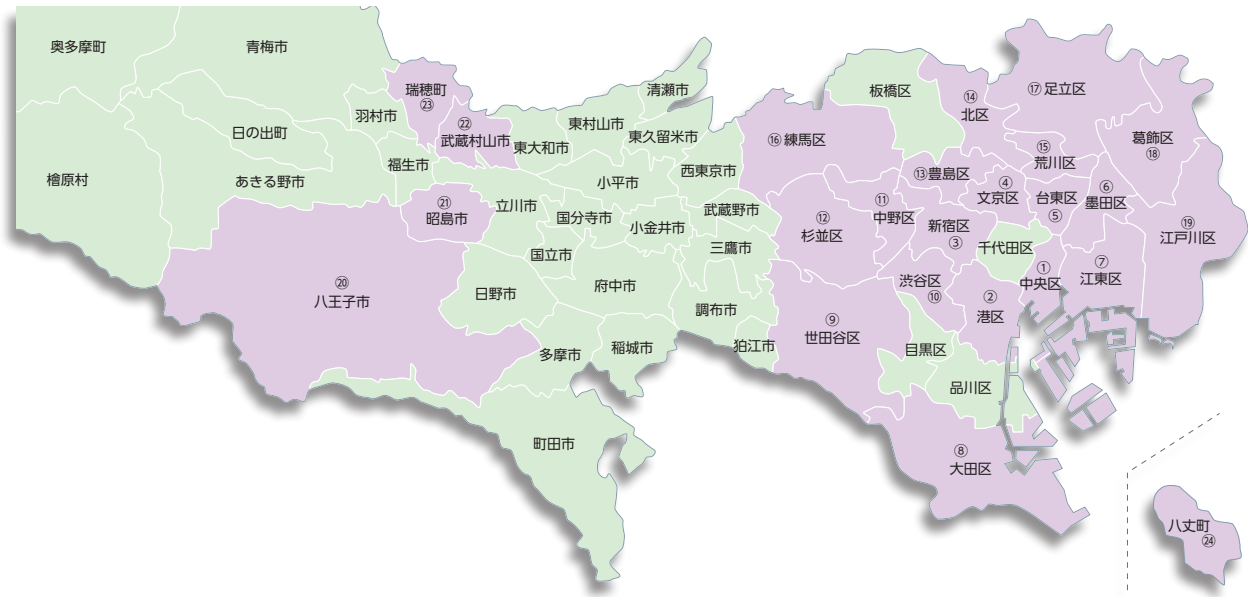 奥多摩町
青梅市
瑞穂町
㉓
羽村市
㉒
武蔵村山市
日の出町
福生市
檜原村
あきる野市
東大和市
東村山市
清瀬市
東久留米市
西東京市
小平市
㉑
昭島市
立川市
国分寺市
小金井市
武蔵野市
三鷹市
国立市
府中市
日野市
調布市
⑳
八王子市
多摩市
稲城市
狛江市
町田市
板橋区
⑭
北区
⑰足立区
⑯練馬区
⑮
荒川区
葛飾区
⑱
⑬豊島区
④
文京区
台東区
⑤
⑥
墨田区
⑪
中野区
⑫
杉並区
新宿区
③
千代田区
⑲
江戸川区
渋谷区
⑩
②
港区
①
中央区
⑦
江東区
⑨
世田谷区
目黒区
品川区
⑧
大田区
八丈町
㉔